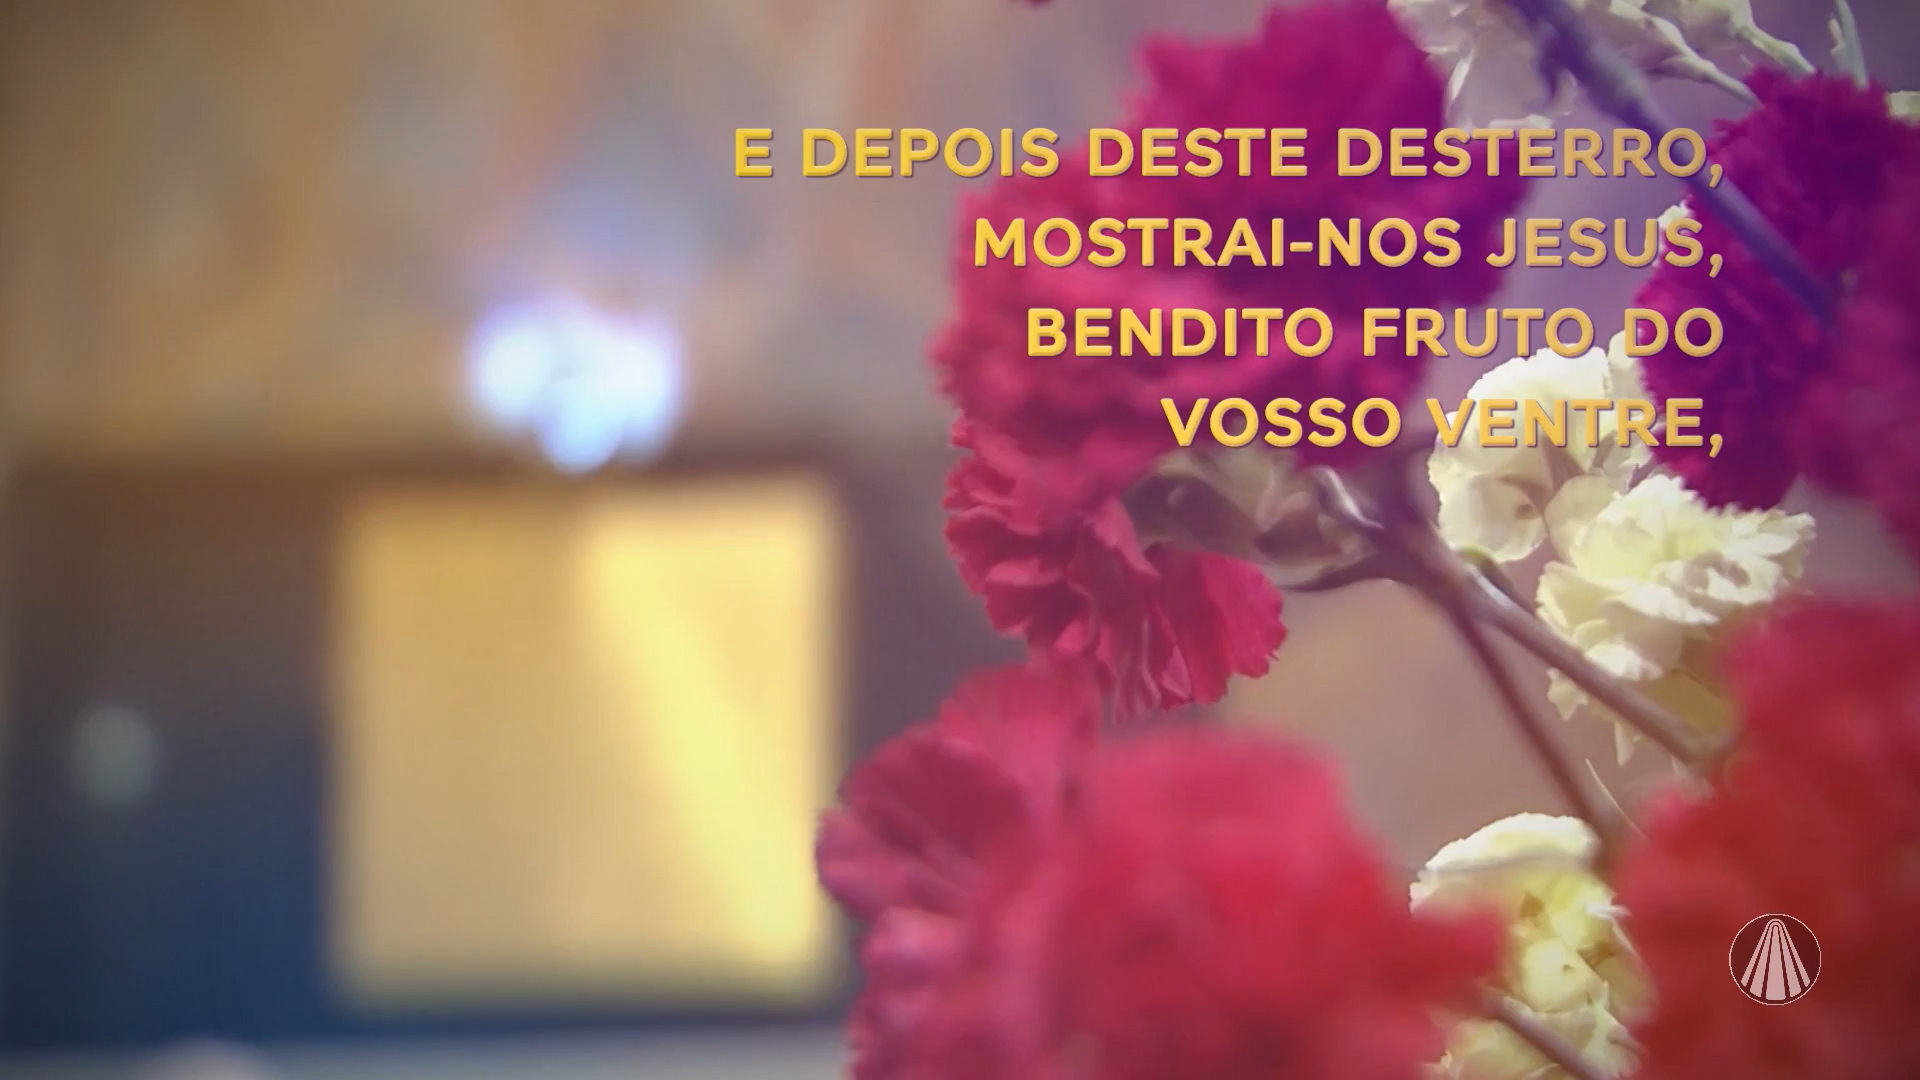 E DEPOIS DESTE DESTERRO,
MOSTRAI-NOS JESUS,
BENDITO FRUTO DO
VOSSO VENTRE,